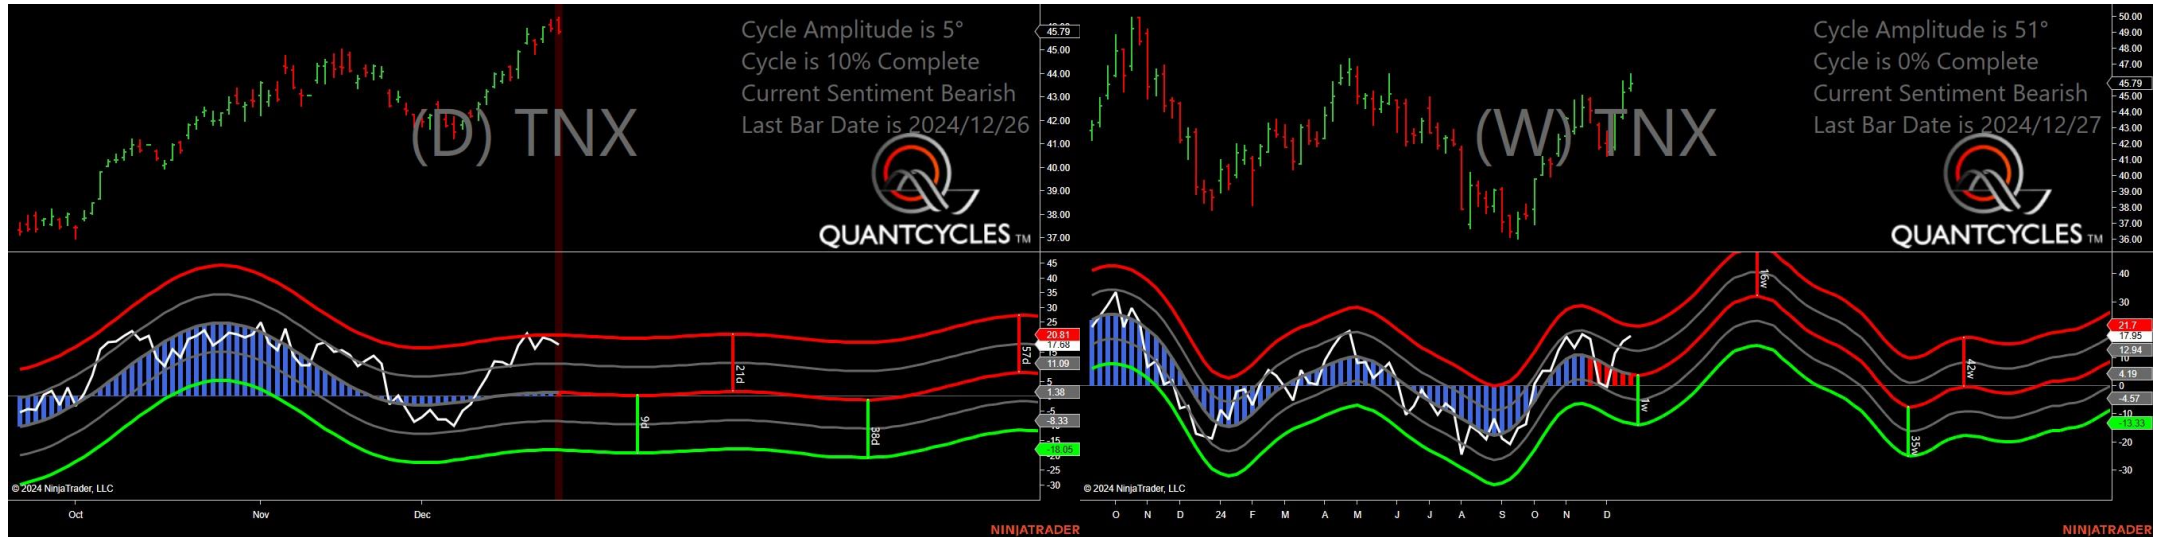 Cycle Amplitude is 5°
Cycle is 10% Complete
Current Sentiment Bearish
Last Bar Date is 2024/12/26
(D) TNX
QUANTCYCLES TM
45.79
45.00
44.00
43.00
42.00
41.00
40.00
39.00
38.00
37.00
45
40
35
30
25
20.81
17.68
11.09
5
1.38
-5
-8.33
-15
-18.05
-25
-30
9d
21d
38d
57d
© 2024 NinjaTrader, LLC
Oct
Nov
Dec
NINJATRADER
Cycle Amplitude is 51°
Cycle is 0% Complete
Current Sentiment Bearish
Last Bar Date is 2024/12/27
(W) TNX
QUANTCYCLES TM
50.00
49.00
48.00
47.00
45.79
45.00
44.00
43.00
42.00
41.00
40.00
39.00
38.00
37.00
36.00
40
30
21.7
17.95
12.94
10
4.19
0
-4.57
-10
-13.33
-20
-30
1w
16w
35w
42w
© 2024 NinjaTrader, LLC
O N D 24 F M A M J J A S O N D
NINJATRADER